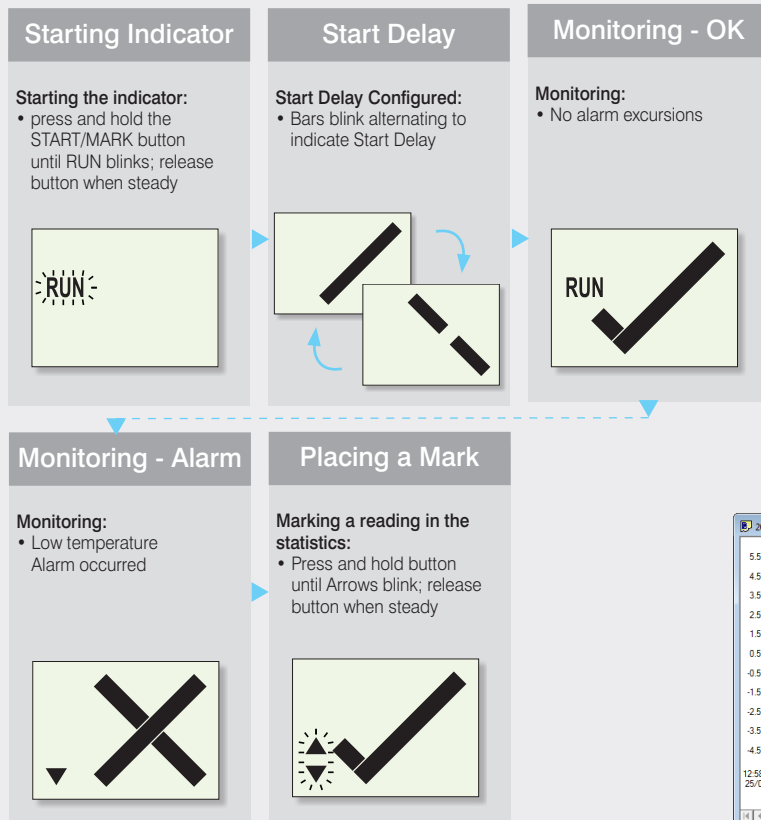 Starting Indicator
Starting the indicator:
• press and hold the
START/MARK button
until RUN blinks; release
button when steady
RUN
Start Delay
Start Delay Configured:
• Bars blink alternating to
indicate Start Delay
Monitoring - OK
Monitoring:
• No alarm excursions
RUN
Monitoring - Alarm
Monitoring:
• Low temperature
Alarm occurred
Placing a Mark
Marking a reading in the
statistics:
• Press and hold button
until Arrows blink; release
button when steady
5.5
4.5
3.5
2.5
1.5
0.5
-0.5
-1.5
-2.5
-3.5
-4.5
12:58
25/0